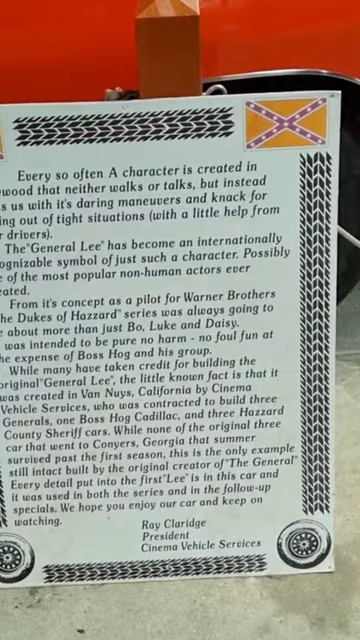 Every so often A character is created in
wood that neither walks or talks, but instead
s us with it's daring maneuvers and knack for
ing out of tight situations (with a little help from
r drivers).
The "General Lee" has become an internationally
ognizable symbol of just such a character. Possibly
e of the most popular non-human actors ever
eated.
From it's concept as a pilot for Warner Brothers
he Dukes of Hazzard" series was always going to
e about more than just Bo, Luke and Daisy.
was intended to be pure no harm - no foul fun at
he expense of Boss Hog and his group.
While many have taken credit for building the
original "General Lee", the little known fact is that it
was created in Van Nuys, California by Cinema
Vehicle Services, who was contracted to build three
Generals, one Boss Hog Cadillac, and three Hazzard
County Sheriff cars. While none of the original three
car that went to Conyers, Georgia that summer
survived past the first season, this is the only example
still intact built by the original creator of "The General"
Every detail put into the first "Lee" is in this car and
it was used in both the series and in the follow-up
specials. We hope you enjoy our car and keep on
watching.
Ray Claridge
President
Cinema Vehicle Services